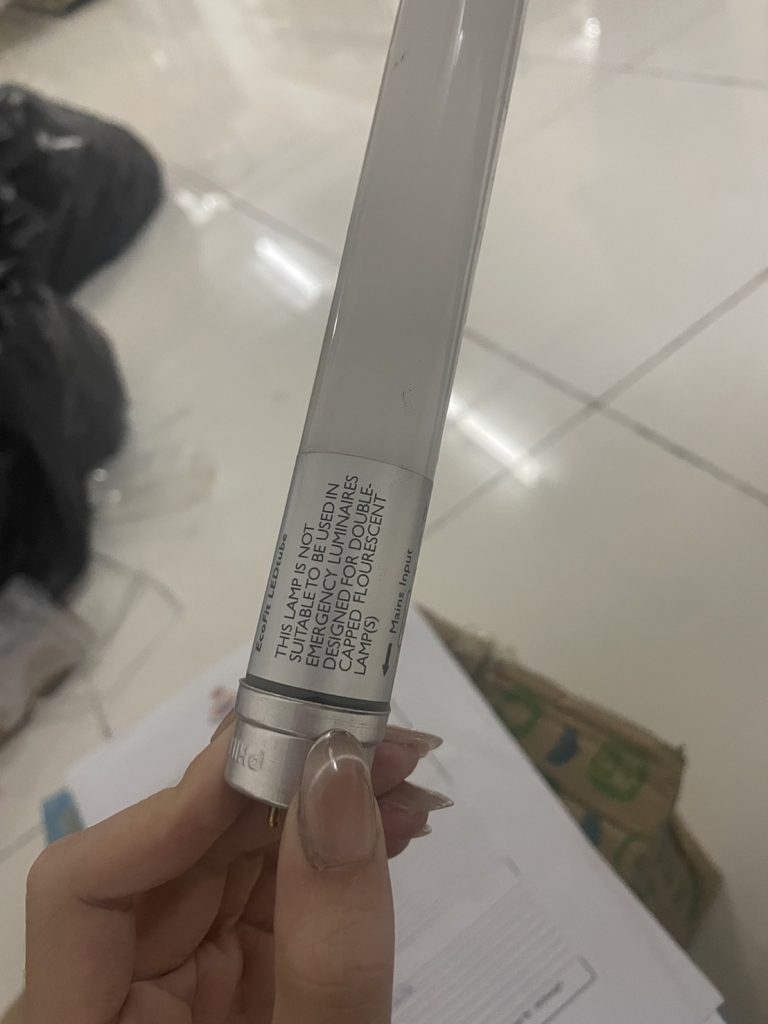 EcoFit LEDtube
THIS LAMP IS NOT
SUITABLE TO BE USED IN
EMERGENCY LUMINAIRES
DESIGNED FOR DOUBLE-
CAPPED FLOURESCENT
LAMP(S)
Mains Input